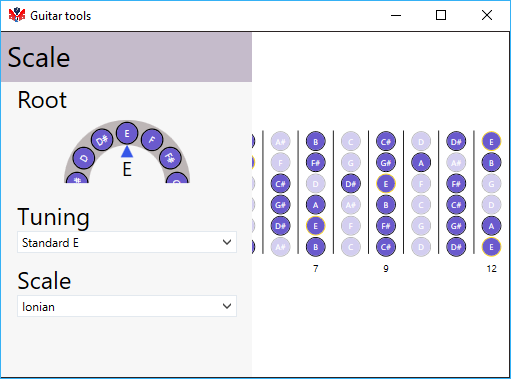 Guitar tools
Scale
Root
D D# E F F#
E
Tuning
Standard E
Scale
Ionian
A# B C C# D D# E
F F# G G# A A# B
C# D D# E F F# G
G# A A# B C C# D
D# E F F# G G# A
A# B C C# D D# E
7 9 12